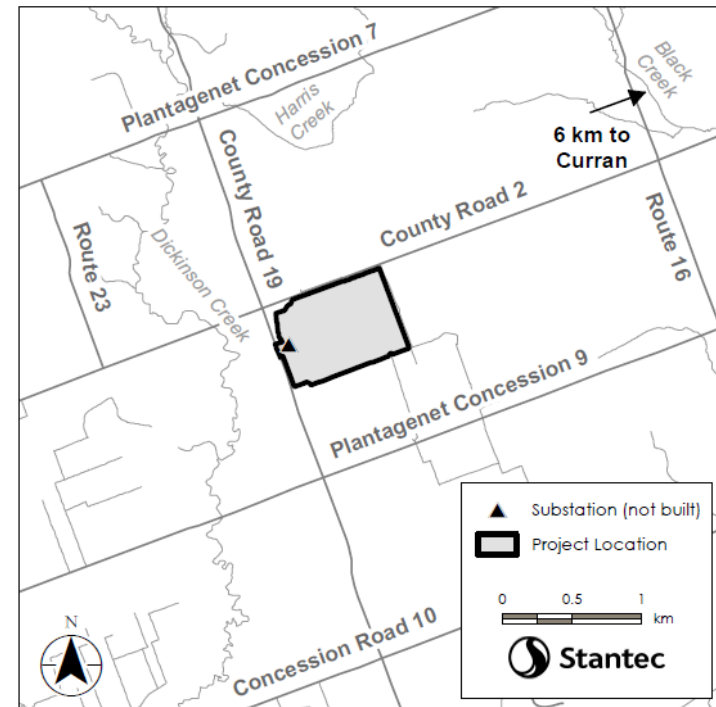 Plantagenet Concession 7
Harris
Creek
Black
Creek
6 km to
Curran
County Road 19
County Road 2
Route 23
Dickinson Creek
Route 16
Plantagenet Concession 9
Concession Road 10
N
Substation (not built)
Project Location
0 0.5 1
km
Stantec